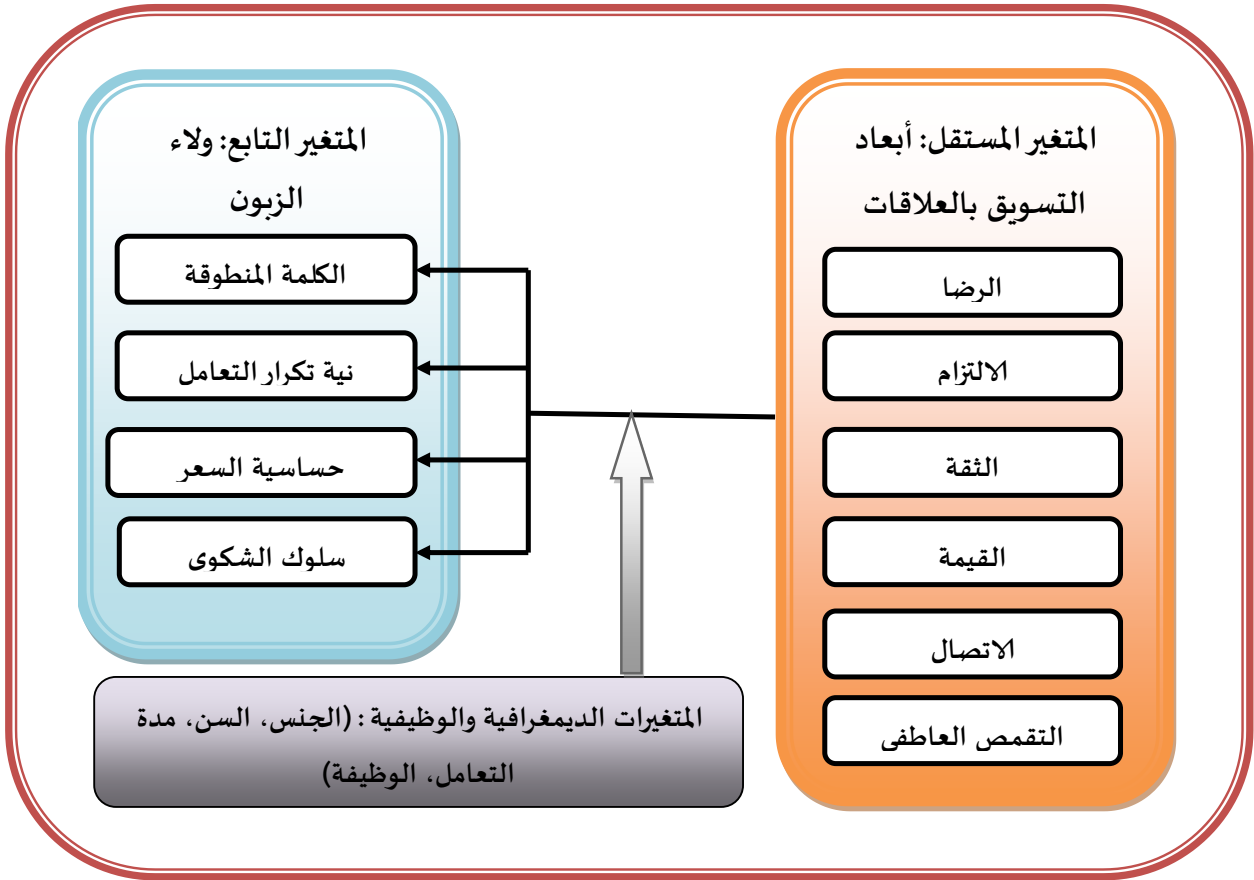 المتغير المستقل: أبعاد
التسويق بالعلاقات
الرضا
الالتزام
الثقة
القيمة
الاتصال
التقمص العاطفي
المتغير التابع: ولاء
الزبون
الكلمة المنطوقة
نية تكرار التعامل
حساسية السعر
سلوك الشكوى
المتغيرات الديمغرافية والوظيفية : (الجنس، السن، مدة
التعامل، الوظيفة)